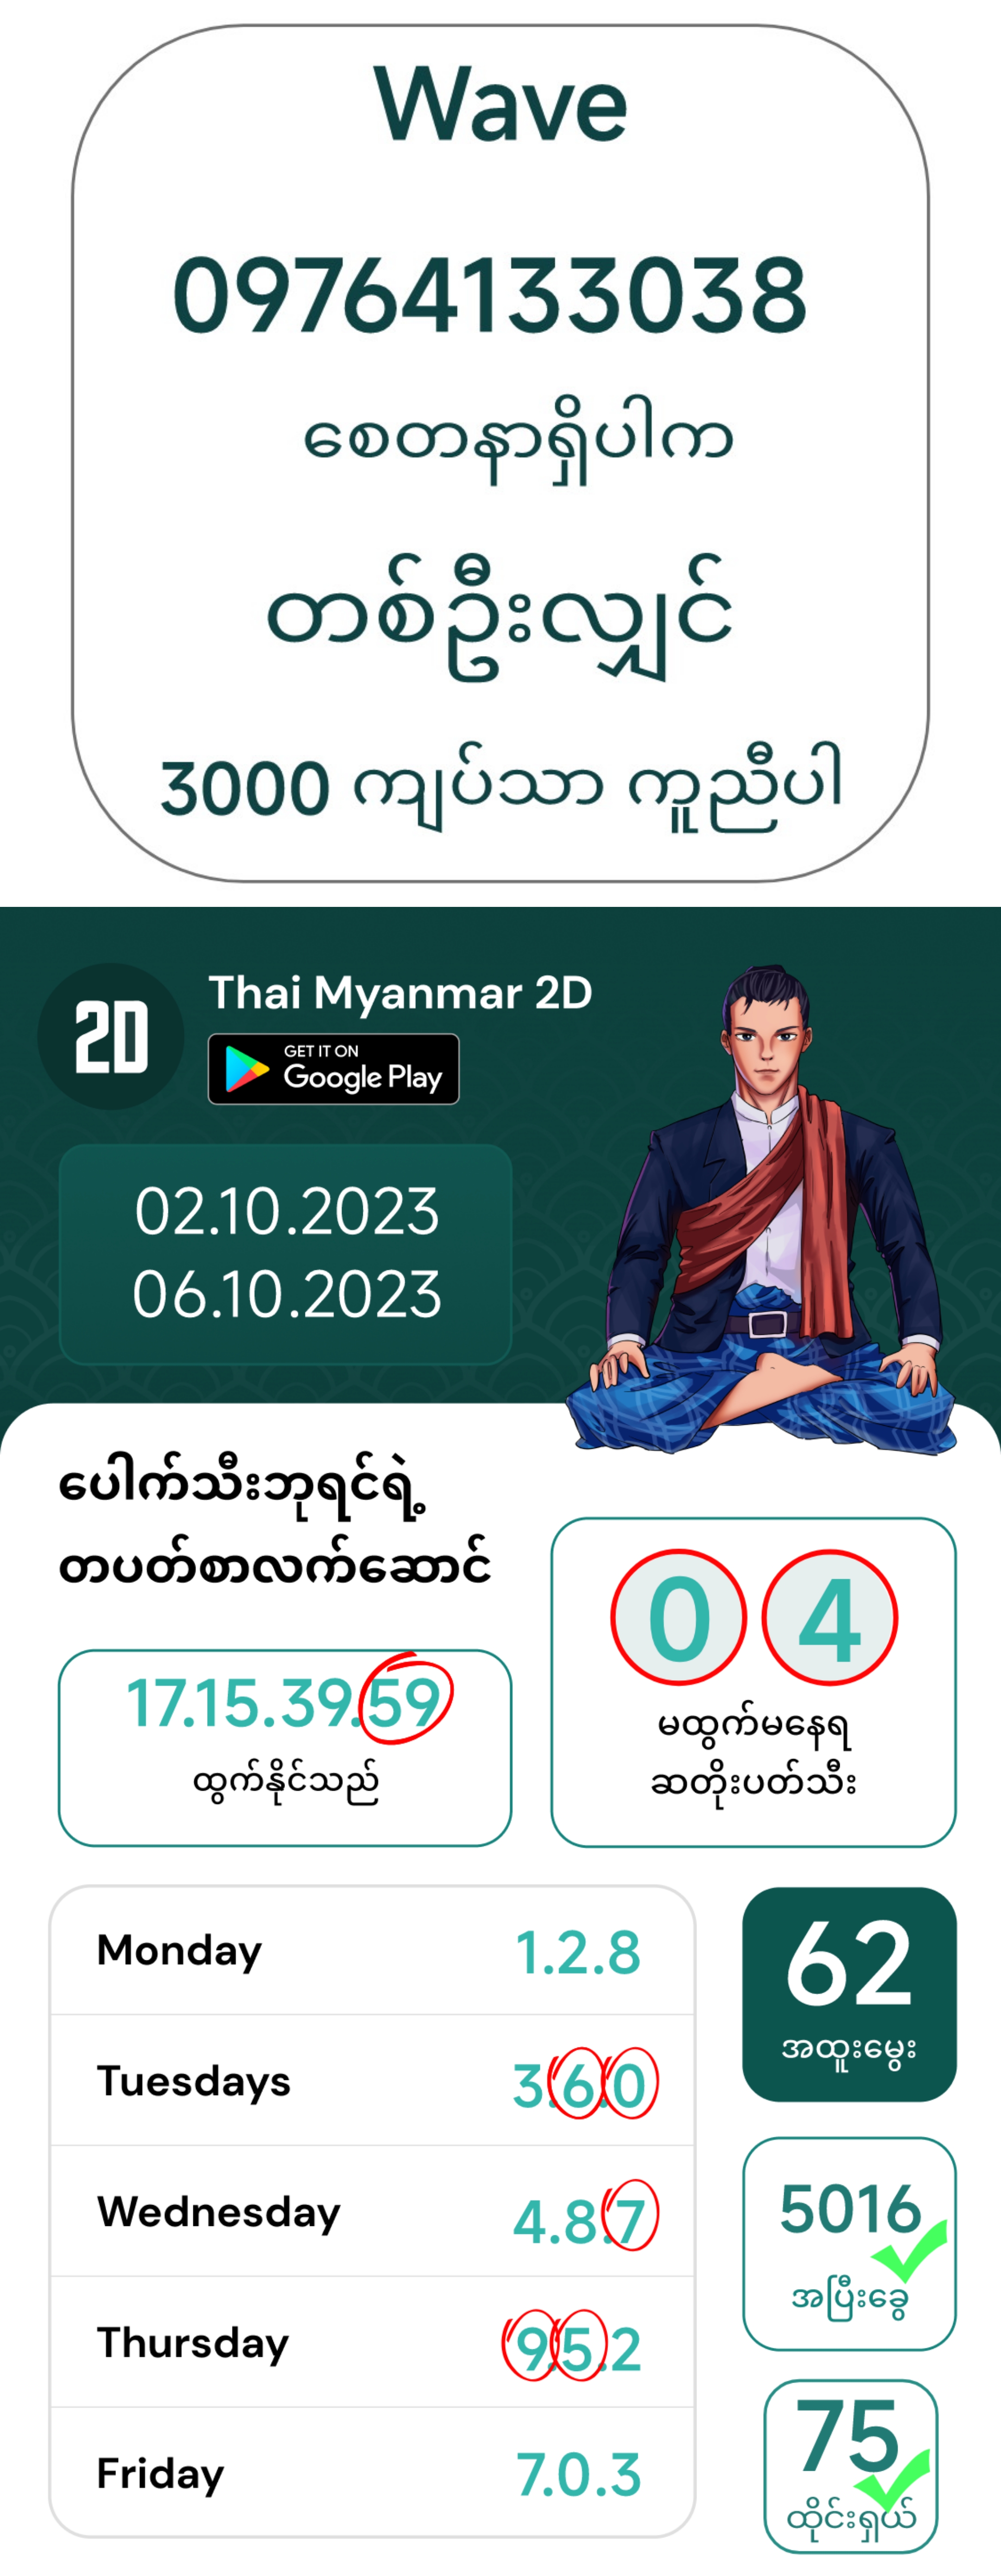 Wave
09764133038
စေတနာရှိပါက
တစ်ဦးလျှင်
3000 ကျပ်သာ ကူညီပါ
2D
Thai Myanmar 2D
GET IT ON
Google Play
02.10.2023
06.10.2023
ပေါက်သီးဘုရင်ရဲ့
တပတ်စာလက်ဆောင်
17.15.39.59
ထွက်နိုင်သည်
0 4
မထွက်မနေရ
ဆတိုးပတ်သီး
Monday 1.2.8
Tuesdays 3.6.0
Wednesday 4.8.7
Thursday 9.5.2
Friday 7.0.3
62
အထူးမွေး
5016
အပြီးခွေ
75
ထိုင်းရှယ်